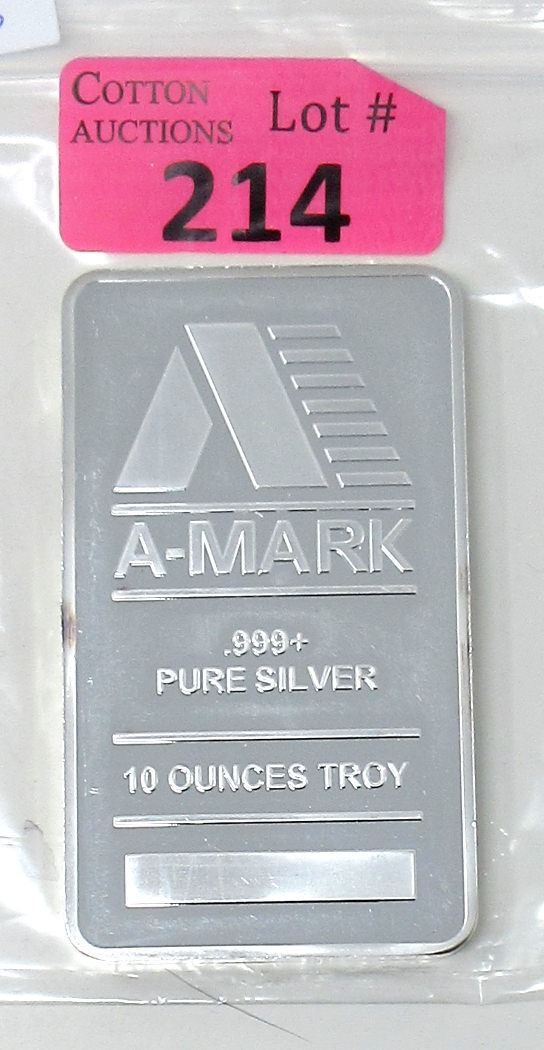 COTTON
AUCTIONS
Lot #
214
A-MARK
.999+
PURE SILVER
10 OUNCES TROY